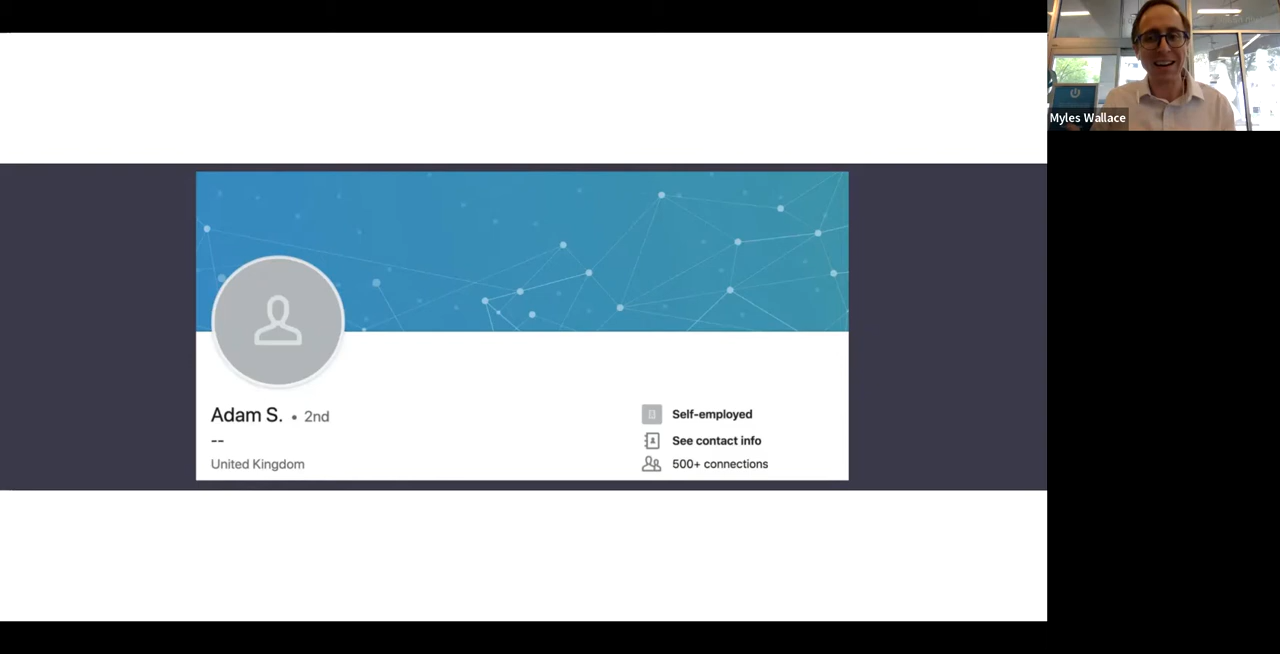 Myles Wallace
Adam S. • 2nd
--
United Kingdom
Self-employed
See contact info
500+ connections